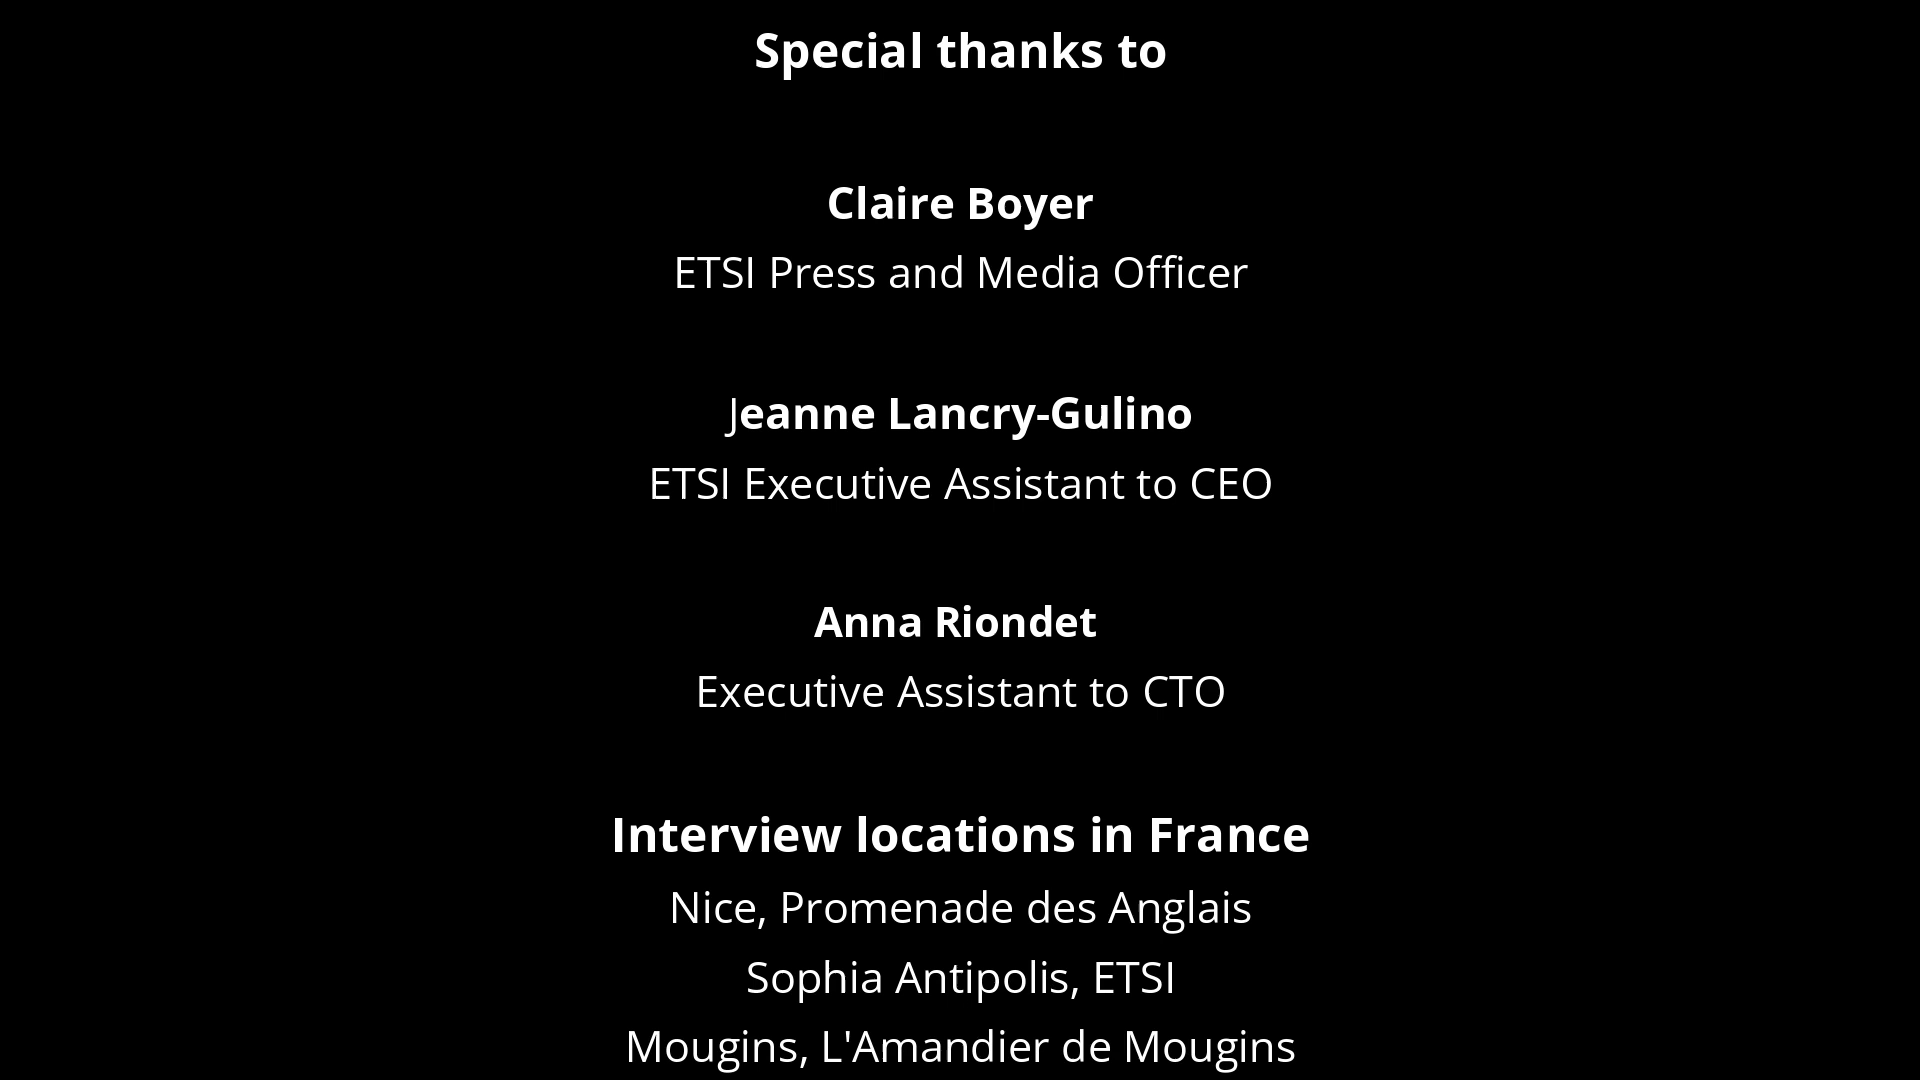 Special thanks to
Claire Boyer
ETSI Press and Media Officer
Jeanne Lancry-Gulino
ETSI Executive Assistant to CEO
Anna Riondet
Executive Assistant to CTO
Interview locations in France
Nice, Promenade des Anglais
Sophia Antipolis, ETSI
Mougins, L'Amandier de Mougins